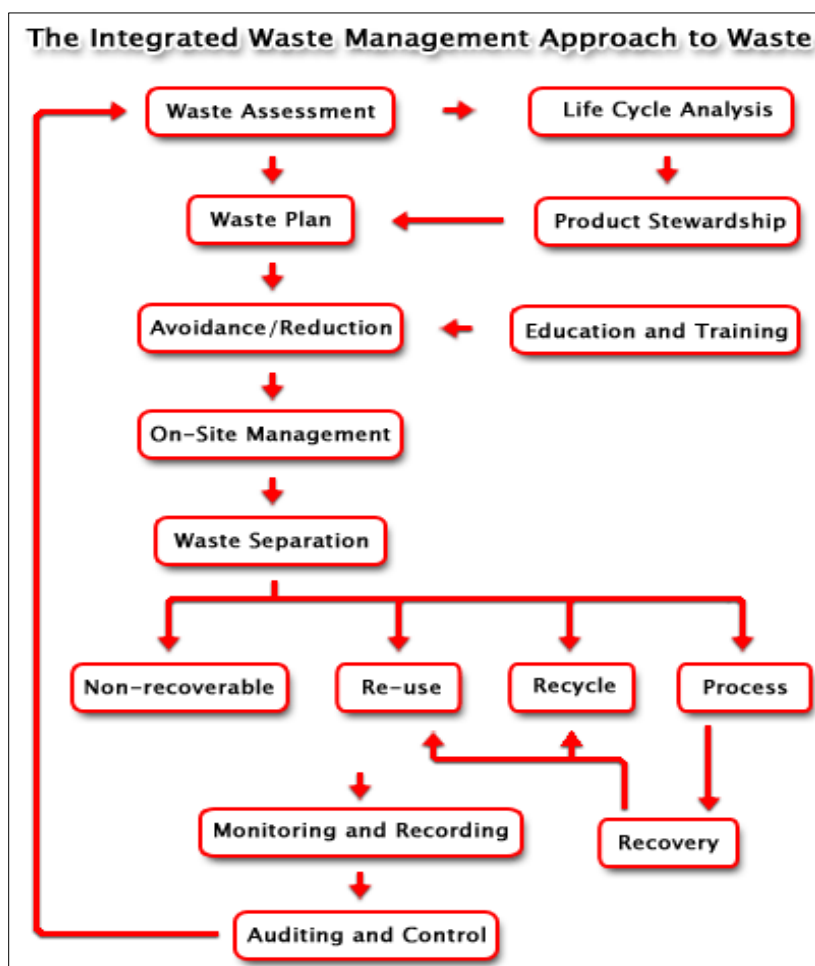 The Integrated Waste Management Approach to Waste
Waste Assessment
Life Cycle Analysis
Waste Plan
Product Stewardship
Avoidance/Reduction
Education and Training
On-Site Management
Waste Separation
Non-recoverable
Re-use
Recycle
Process
Monitoring and Recording
Recovery
Auditing and Control